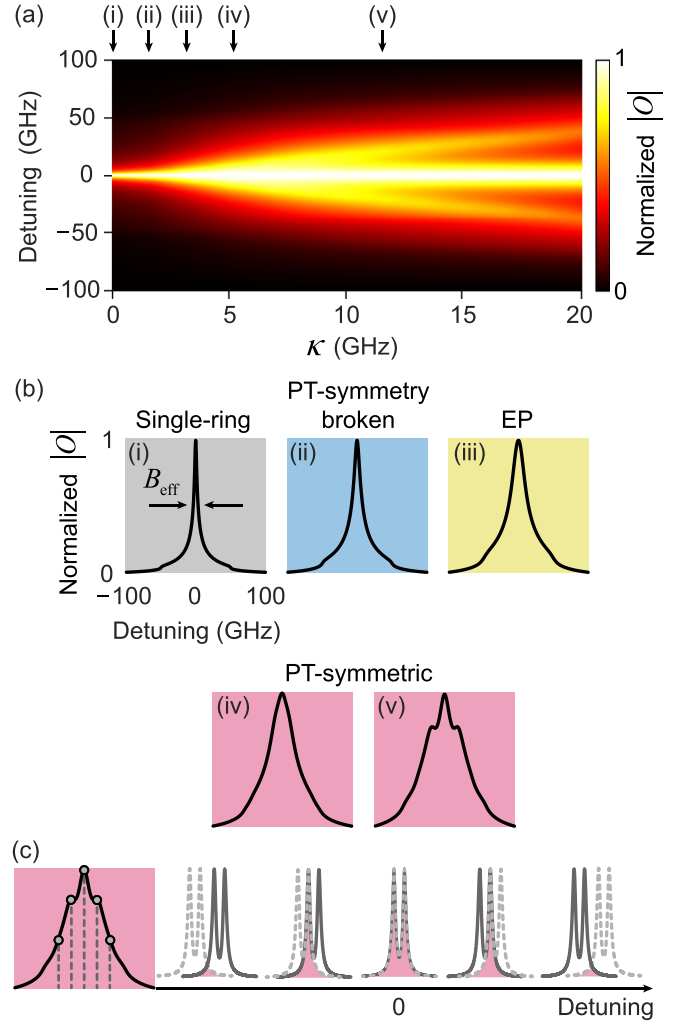 (a)
(i) (ii) (iii) (iv) (v)
100
50
0
−50
−100
Detuning (GHz)
0 5 10 15 20
κ (GHz)
1
0
Normalized |O|
(b)
PT-symmetry
Single-ring broken EP
Normalized |O|
1
0
(i) (ii) (iii)
B_eff
−100 0 100
Detuning (GHz)
PT-symmetric
(iv) (v)
(c)
0 Detuning